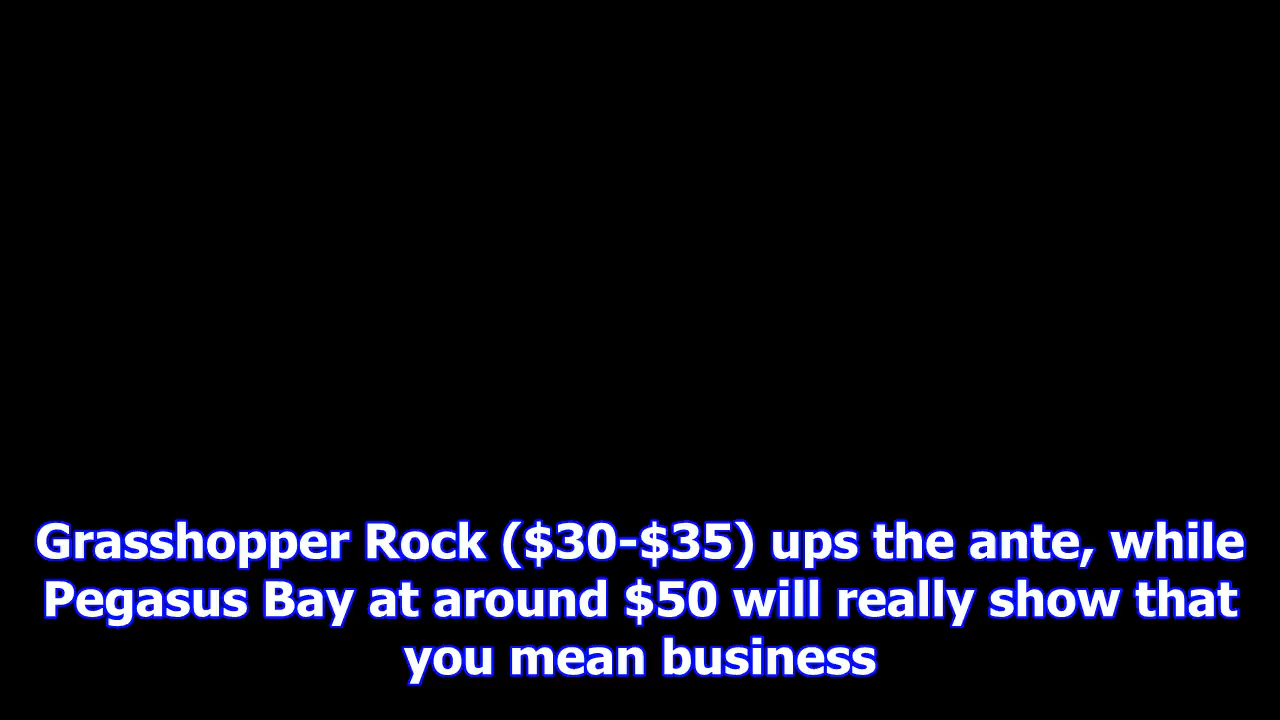 Grasshopper Rock ($30-$35) ups the ante, while
Pegasus Bay at around $50 will really show that
you mean business